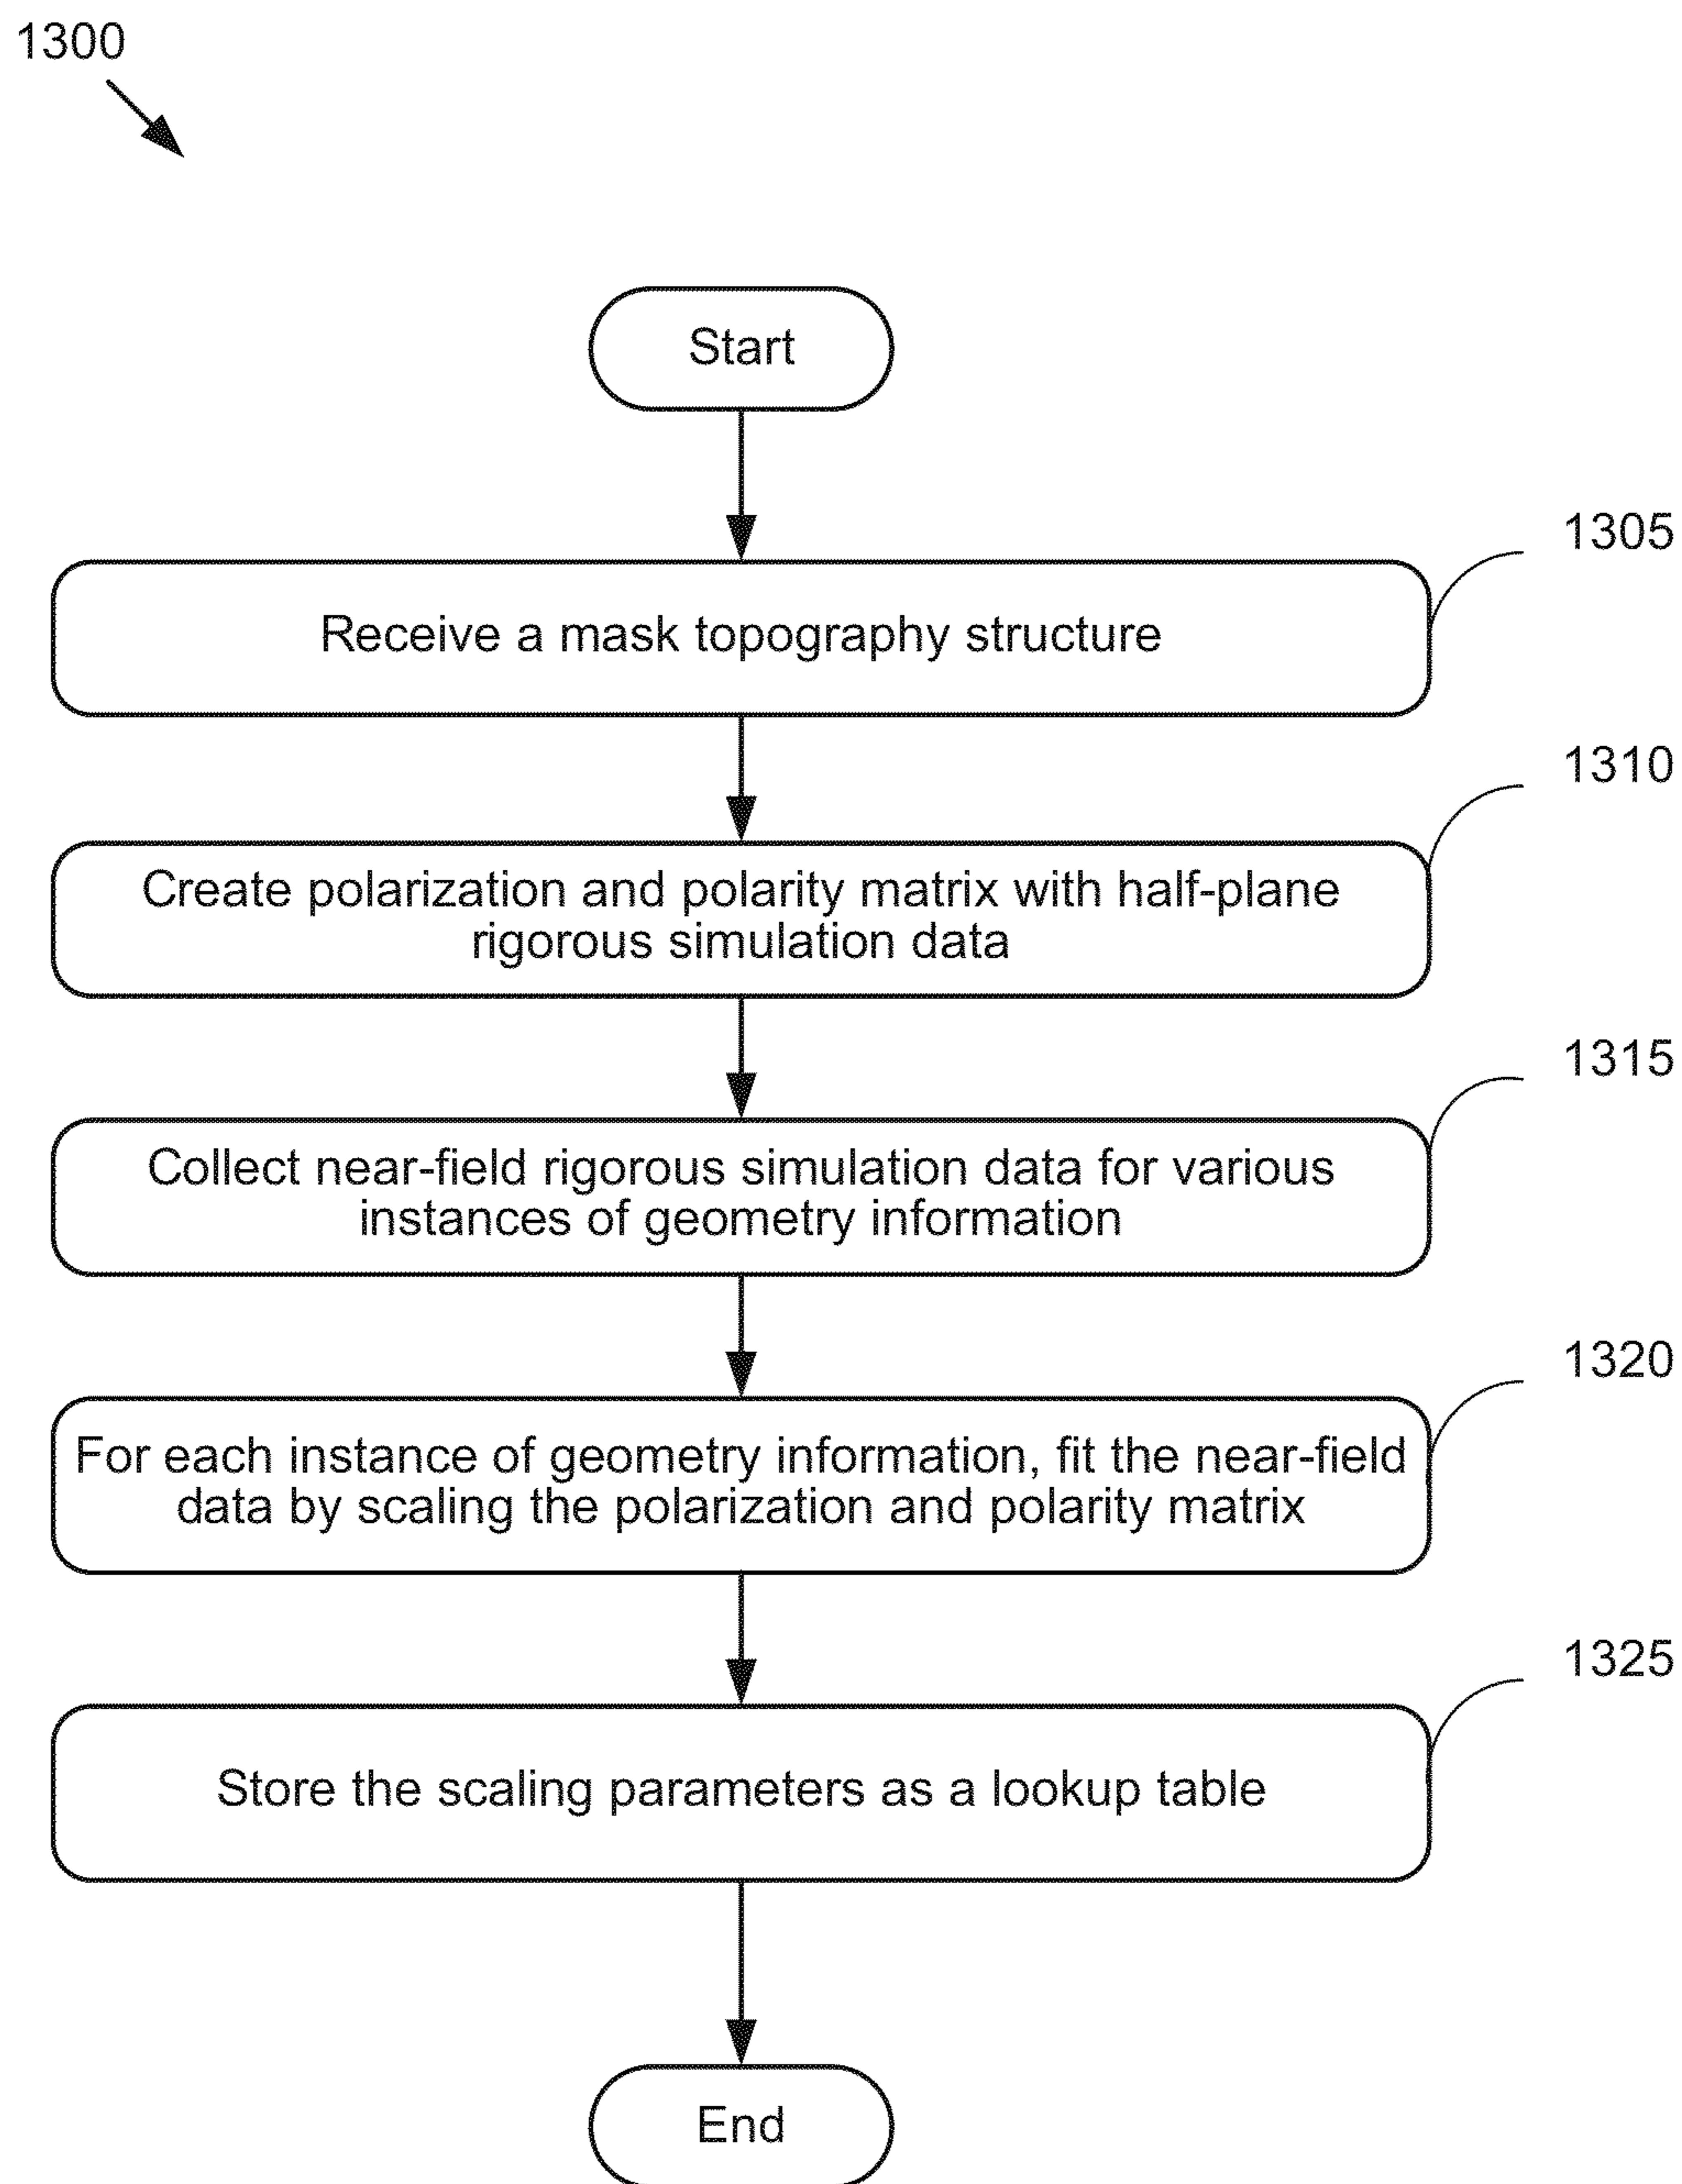 1300
Start
1305
Receive a mask topography structure
1310
Create polarization and polarity matrix with half-plane
rigorous simulation data
1315
Collect near-field rigorous simulation data for various
instances of geometry information
1320
For each instance of geometry information, fit the near-field
data by scaling the polarization and polarity matrix
1325
Store the scaling parameters as a lookup table
End